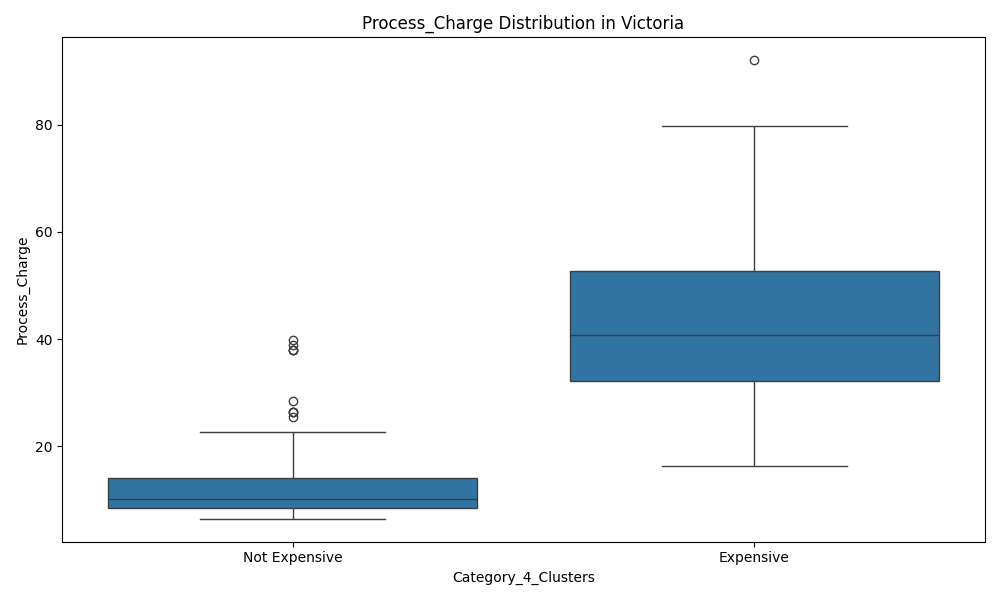 Process_Charge Distribution in Victoria
Process_Charge
80
60
40
20
Not Expensive
Expensive
Category_4_Clusters